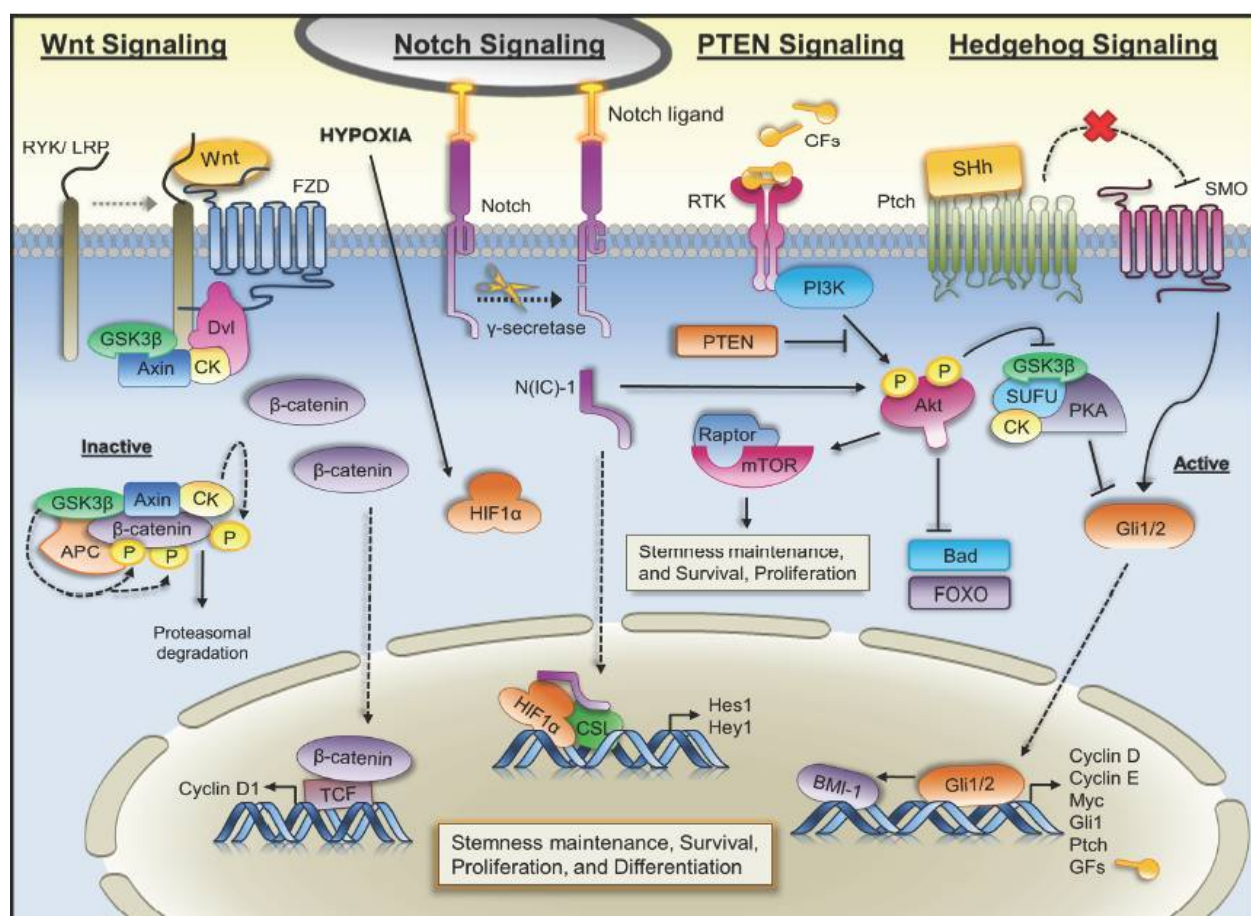 Wnt Signaling
Notch Signaling
PTEN Signaling
Hedgehog Signaling
RYK/ LRP
Wnt
FZD
HYPOXIA
Notch ligand
Notch
GFs
RTK
SHh
Ptch
SMO
GSK3β
Axin
CK
Dvl
γ-secretase
PI3K
PTEN
β-catenin
β-catenin
N(IC)-1
P
P
Akt
GSK3β
SUFU
CK
PKA
Raptor
mTOR
Inactive
Active
GSK3β
Axin
CK
β-catenin
APC
P
P
P
HIF1α
Gli1/2
Stemness maintenance,
and Survival, Proliferation
Bad
FOXO
Proteasomal
degradation
HIF1α
CSL
Hes1
Hey1
β-catenin
TCF
Cyclin D1
BMI-1
Gli1/2
Cyclin D
Cyclin E
Myc
Gli1
Ptch
GFs
Stemness maintenance, Survival,
Proliferation, and Differentiation